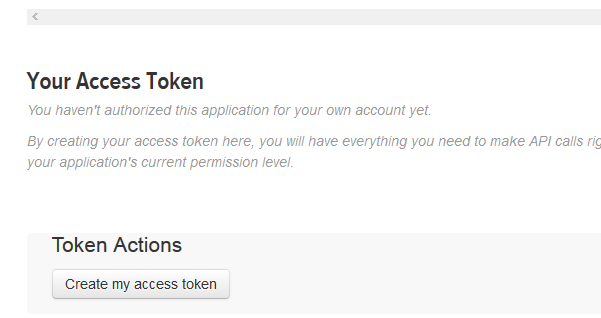 Your Access Token
You haven't authorized this application for your own account yet.
By creating your access token here, you will have everything you need to make API calls
your application's current permission level.
Token Actions
Create my access token